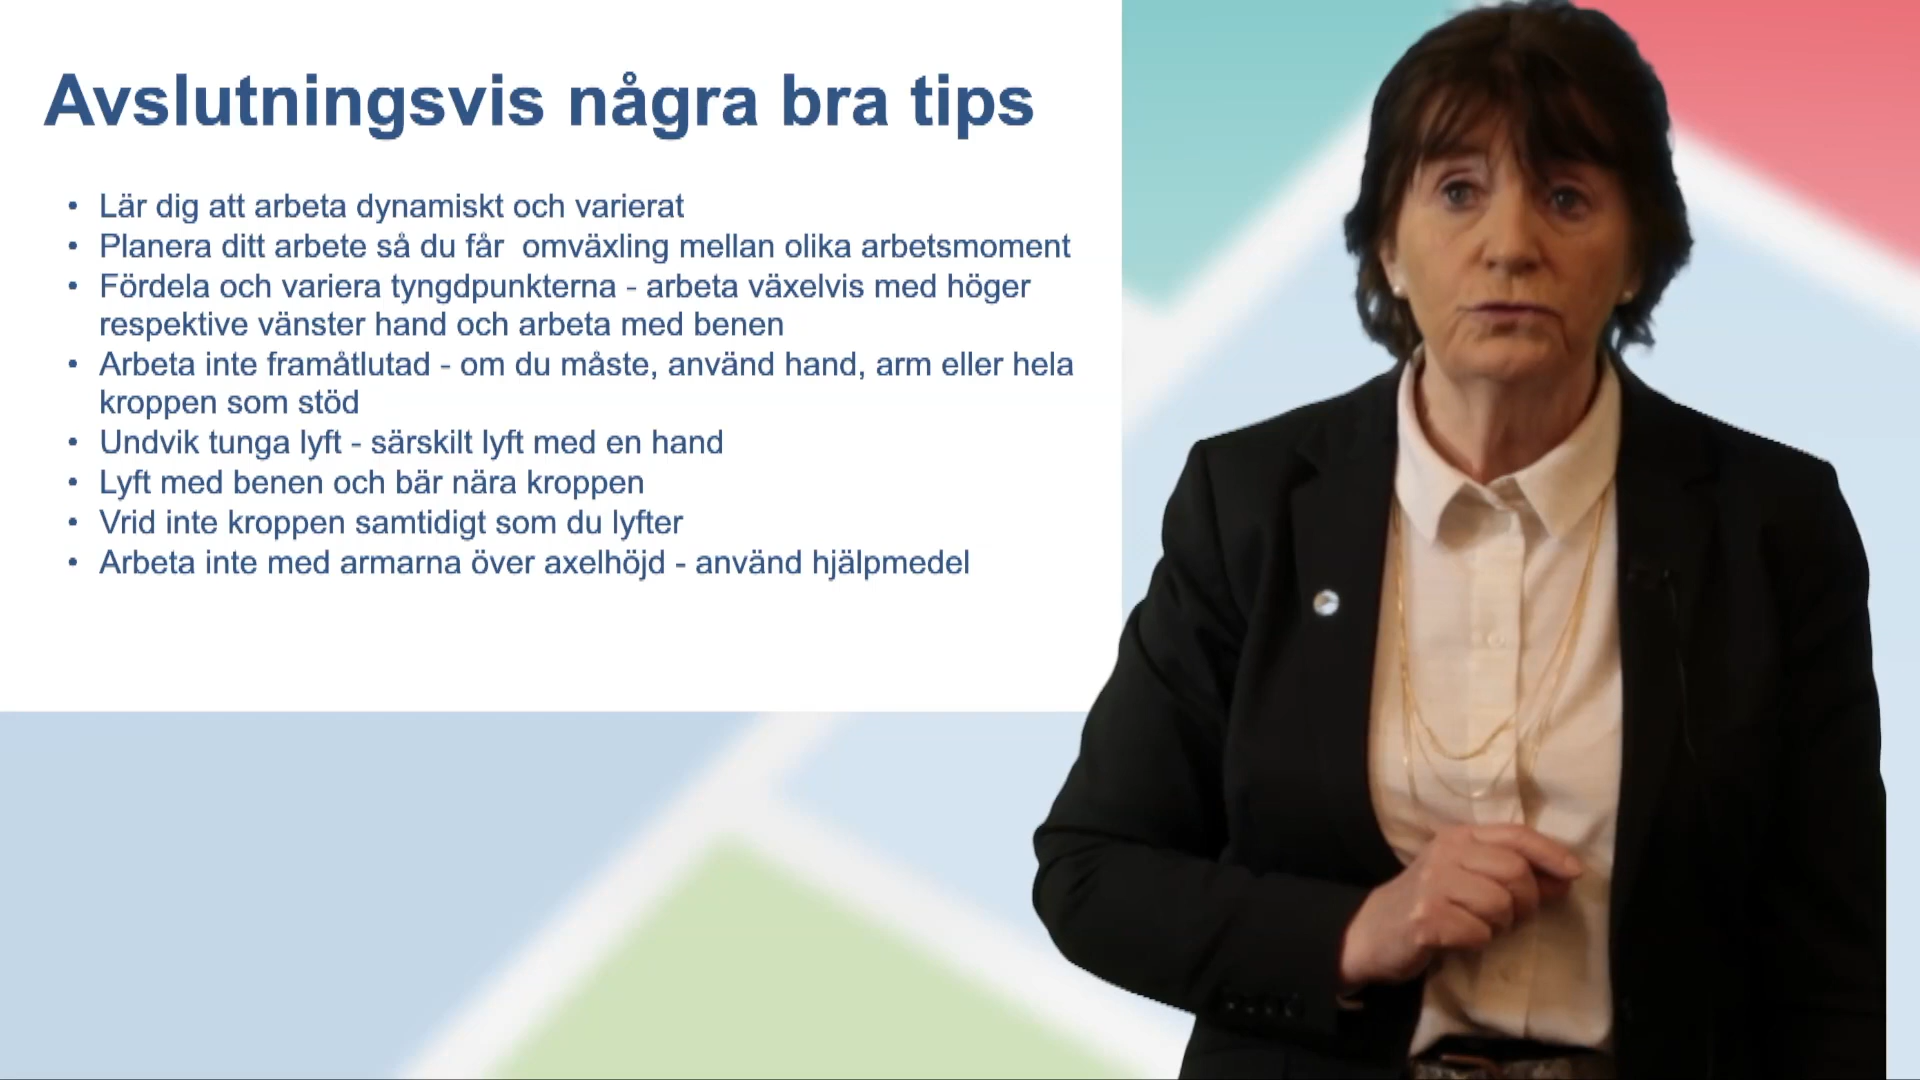 Avslutningsvis några bra tips
• Lär dig att arbeta dynamiskt och varierat
• Planera ditt arbete så du får  omväxling mellan olika arbetsmoment
• Fördela och variera tyngdpunkterna - arbeta växelvis med höger
respektive vänster hand och arbeta med benen
• Arbeta inte framåtlutad - om du måste, använd hand, arm eller hela
kroppen som stöd
• Undvik tunga lyft - särskilt lyft med en hand
• Lyft med benen och bär nära kroppen
• Vrid inte kroppen samtidigt som du lyfter
• Arbeta inte med armarna över axelhöjd - använd hjälpmedel